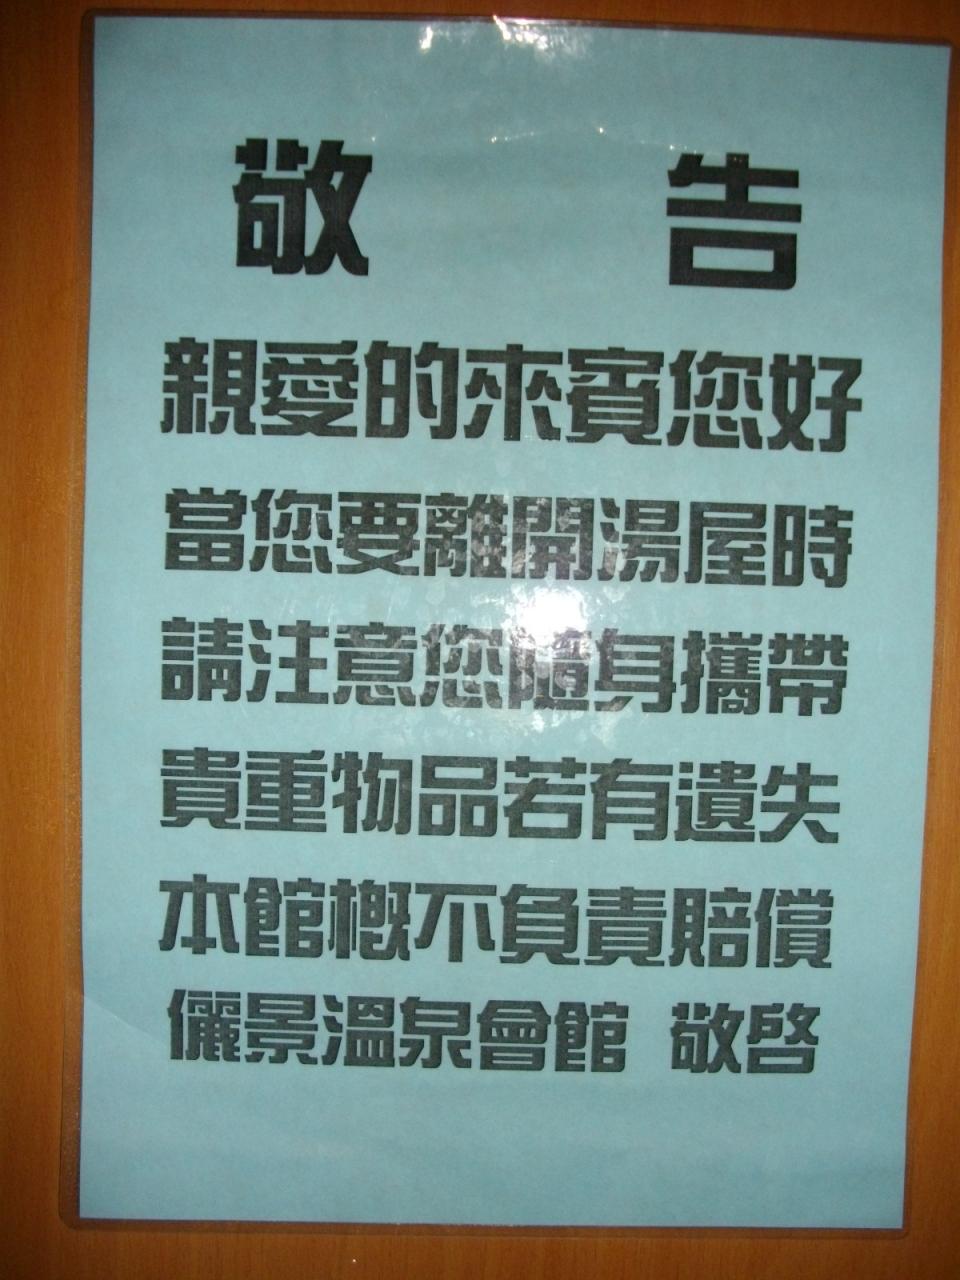 敬 告
親愛的來賓您好
當您要離開湯屋時
請注意您隨身攜帶
貴重物品若有遺失
本館概不負責賠償
儷景溫泉會館 敬啓